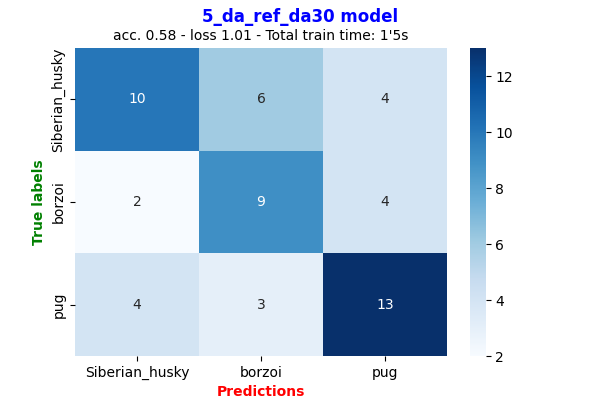 5_da_ref_da30 model
acc. 0.58 - loss 1.01 - Total train time: 1'5s
True labels
Siberian_husky
10
6
4
borzoi
2
9
4
pug
4
3
13
Siberian_husky
borzoi
pug
Predictions
12
10
8
6
4
2